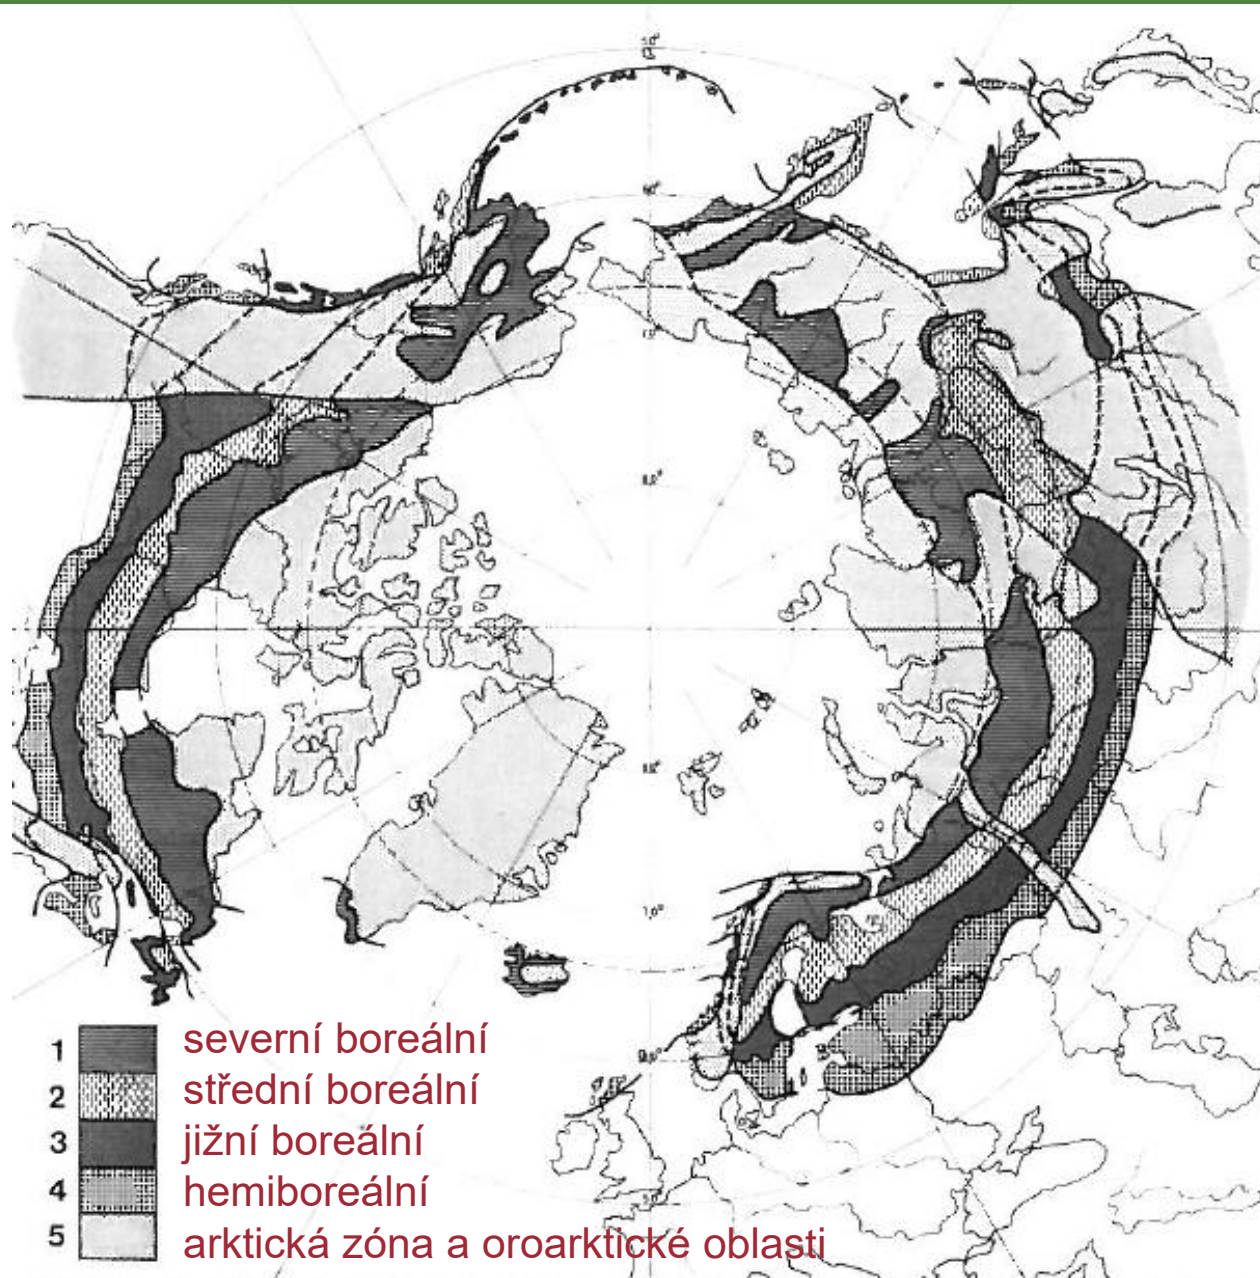 1 severní boreální
2 střední boreální
3 jižní boreální
4 hemiboreální
5 arktická zóna a oroarktické oblasti